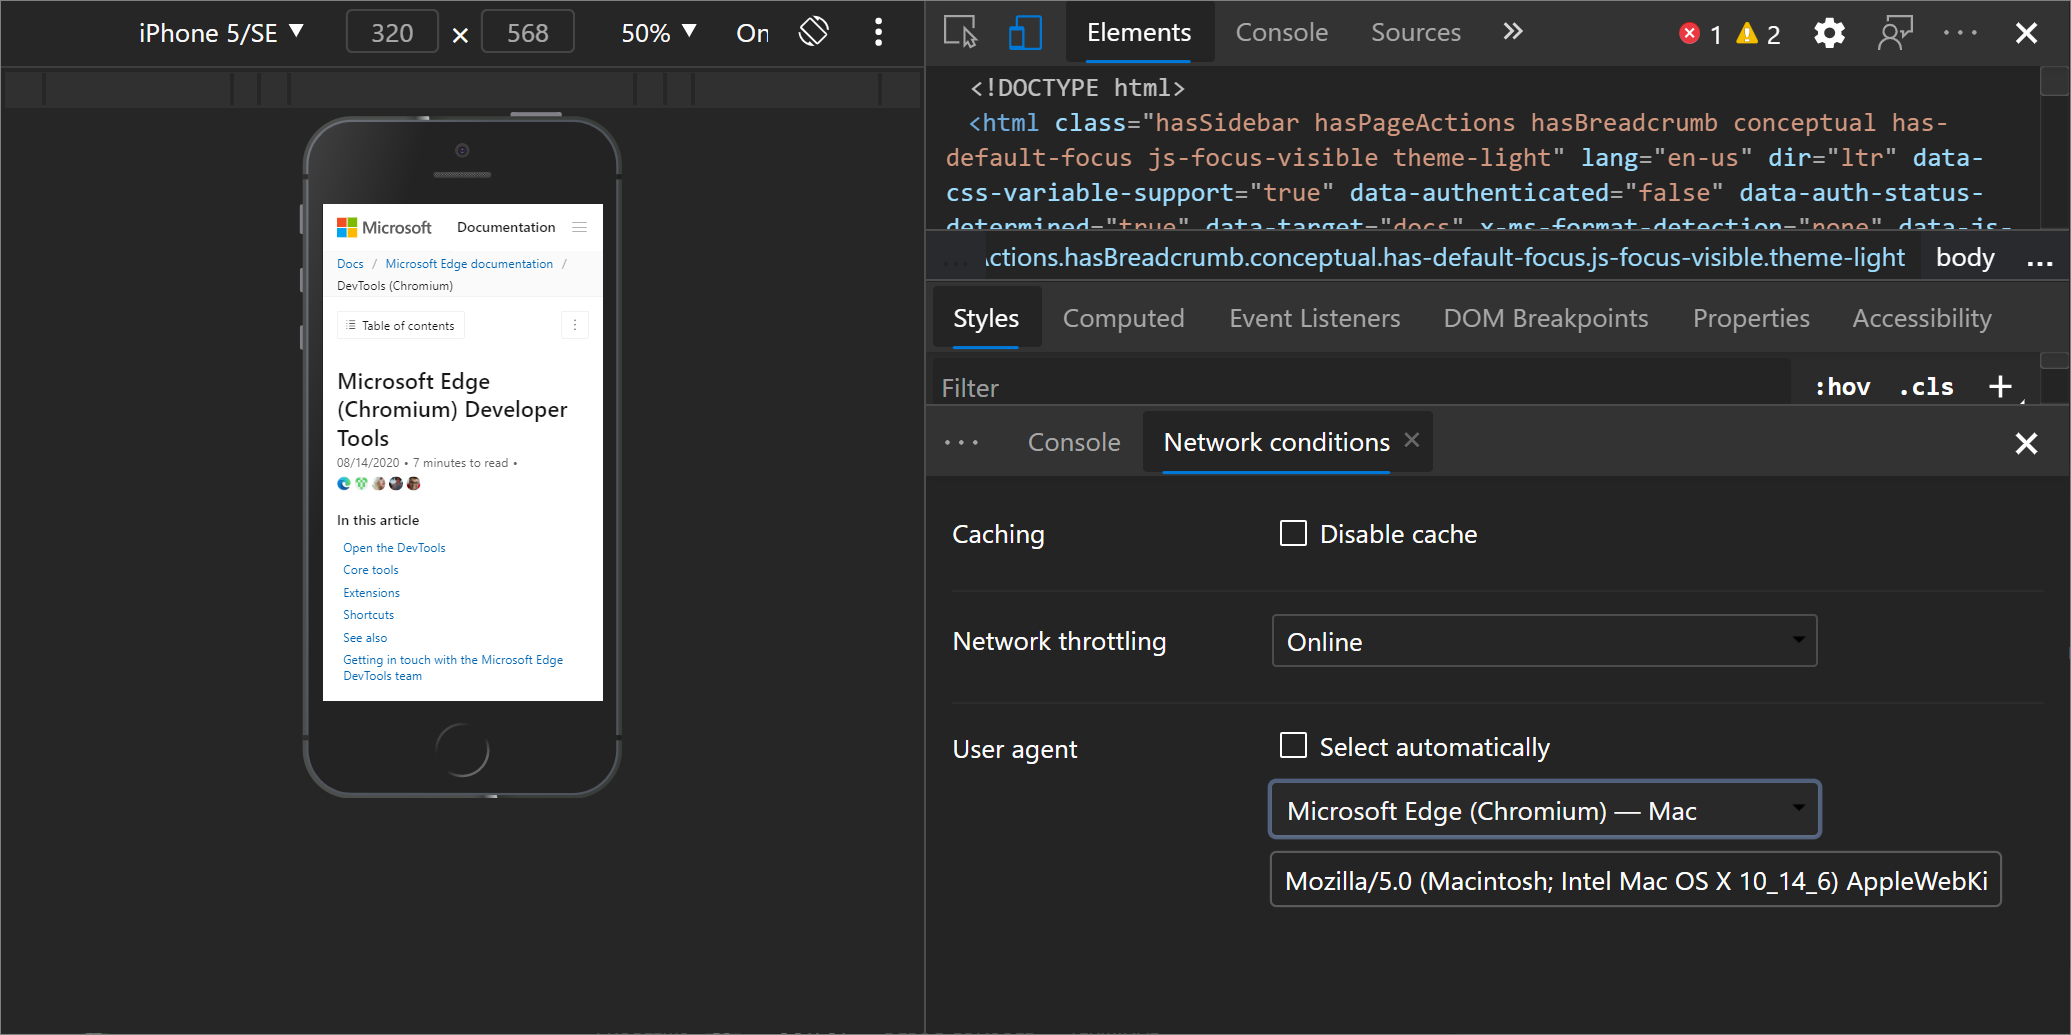 iPhone 5/SE ▼ 320 × 568 50% ▼ On
Microsoft Documentation
Docs / Microsoft Edge documentation /
DevTools (Chromium)
Table of contents
Microsoft Edge
(Chromium) Developer
Tools
08/14/2020 • 7 minutes to read •
In this article
Open the DevTools
Core tools
Extensions
Shortcuts
See also
Getting in touch with the Microsoft Edge
DevTools team
Elements Console Sources » 1 2
<!DOCTYPE html>
<html class="hasSidebar hasPageActions hasBreadcrumb conceptual has-
default-focus js-focus-visible theme-light" lang="en-us" dir="ltr" data-
css-variable-support="true" data-authenticated="false" data-auth-status-
determined="true" data-target="docs" x-ms-format-detection="none" data-js-
... ctions.hasBreadcrumb.conceptual.has-default-focus.js-focus-visible.theme-light body ...
Styles Computed Event Listeners DOM Breakpoints Properties Accessibility
Filter :hov .cls +
Console Network conditions
Caching Disable cache
Network throttling Online
User agent Select automatically
Microsoft Edge (Chromium) — Mac
Mozilla/5.0 (Macintosh; Intel Mac OS X 10_14_6) AppleWebKi